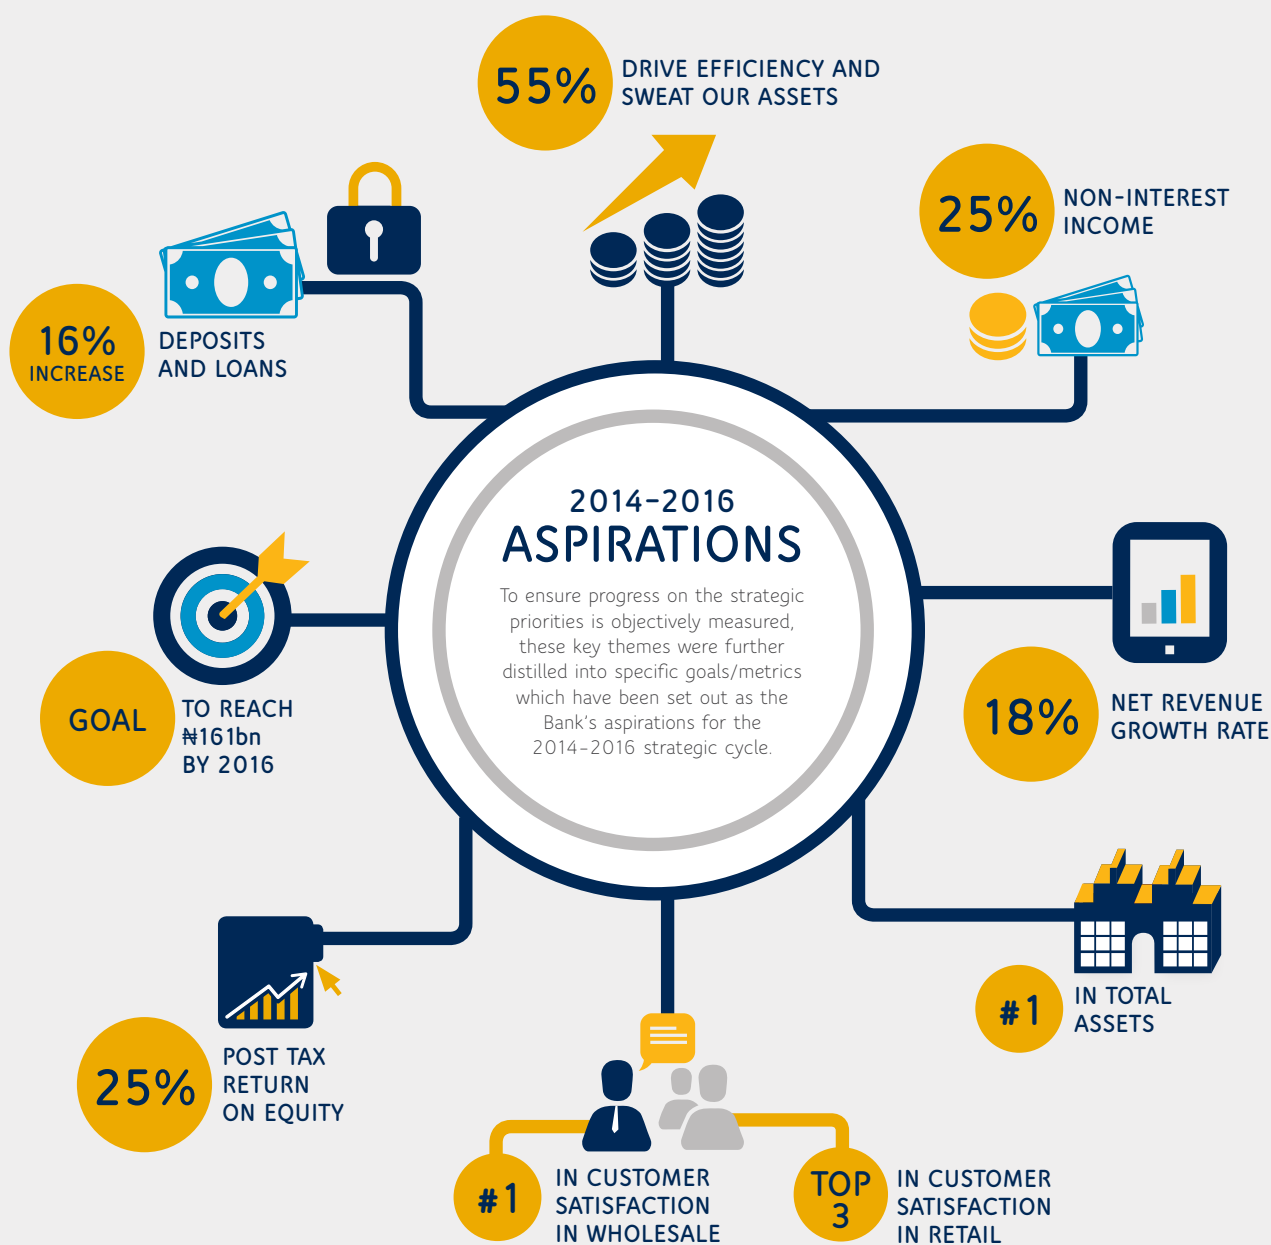 55%
DRIVE EFFICIENCY AND
SWEAT OUR ASSETS
25%
NON-INTEREST
INCOME
16%
INCREASE
DEPOSITS
AND LOANS
2014-2016
ASPIRATIONS
To ensure progress on the strategic
priorities is objectively measured,
these key themes were further
distilled into specific goals/metrics
which have been set out as the
Bank's aspirations for the
2014-2016 strategic cycle.
GOAL
TO REACH
₦161bn
BY 2016
18%
NET REVENUE
GROWTH RATE
#1
IN TOTAL
ASSETS
25%
POST TAX
RETURN
ON EQUITY
#1
IN CUSTOMER
SATISFACTION
IN WHOLESALE
TOP
3
IN CUSTOMER
SATISFACTION
IN RETAIL